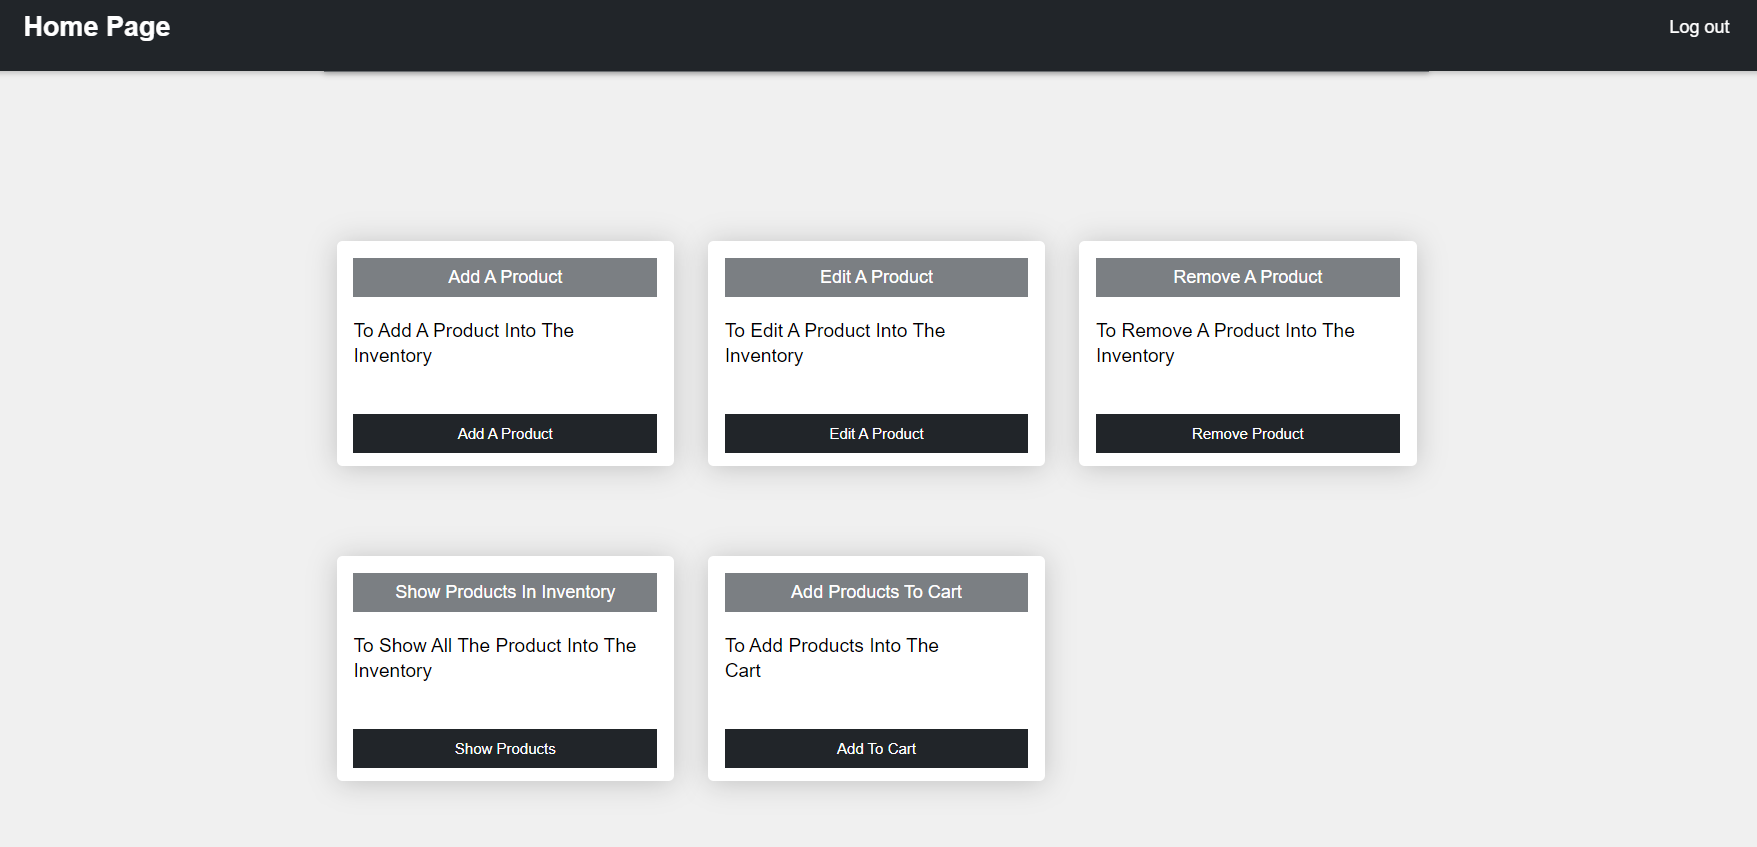 Home Page
Log out
Add A Product
To Add A Product Into The
Inventory
Add A Product
Edit A Product
To Edit A Product Into The
Inventory
Edit A Product
Remove A Product
To Remove A Product Into The
Inventory
Remove Product
Show Products In Inventory
To Show All The Product Into The
Inventory
Show Products
Add Products To Cart
To Add Products Into The
Cart
Add To Cart